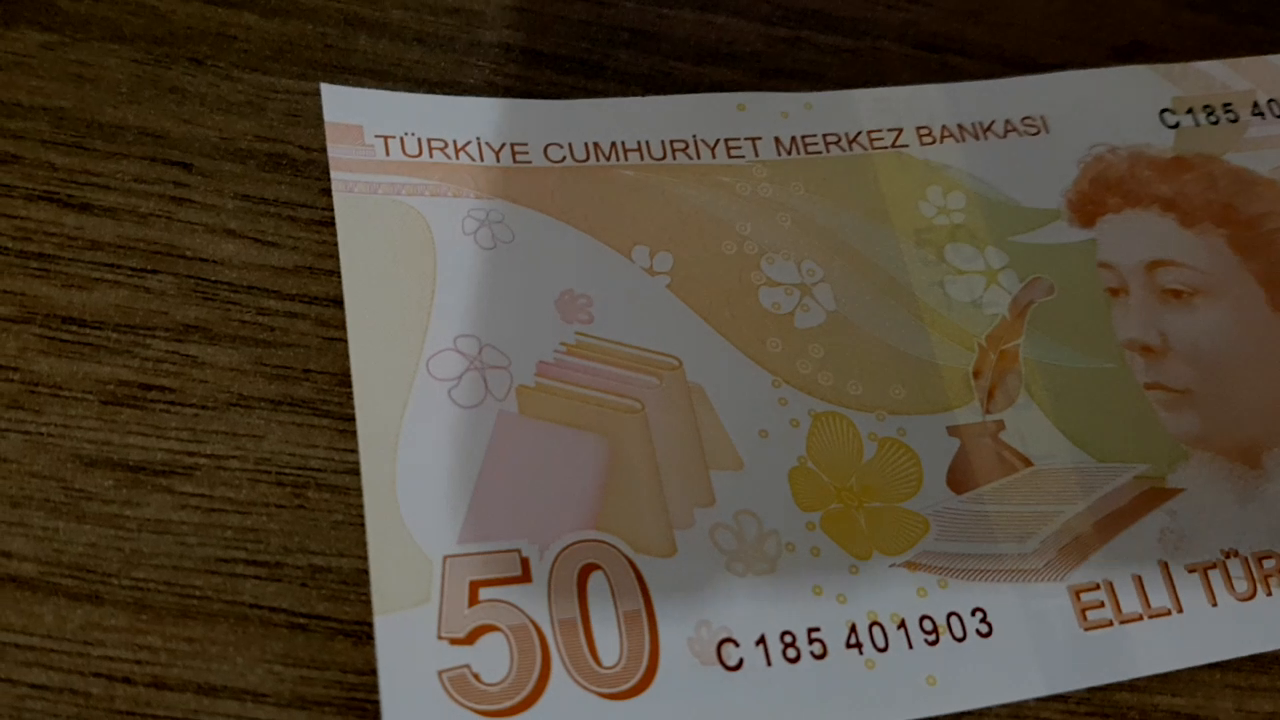 TÜRKİYE CUMHURİYET MERKEZ BANKASI
C185 40
50
C185 401903
ELLİ TÜR